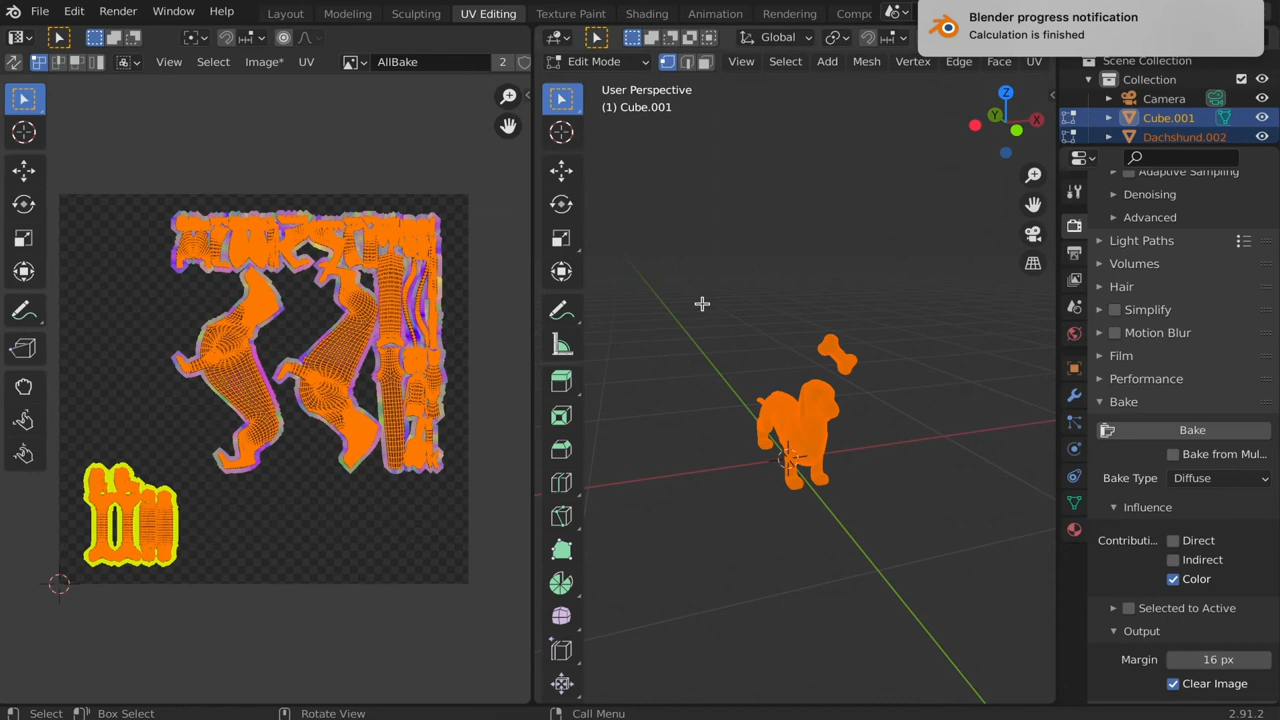 File Edit Render Window Help Layout Modeling Sculpting UV Editing Texture Paint Shading Animation Rendering Comp
Blender progress notification
Calculation is finished
Global
View Select Image* UV AllBake 2
Edit Mode View Select Add Mesh Vertex Edge Face UV
Scene Collection
Collection
Camera
Cube.001
Dachshund.002
User Perspective
(1) Cube.001
Z
Y
X
Adaptive Sampling
Denoising
Advanced
Light Paths
Volumes
Hair
Simplify
Motion Blur
Film
Performance
Bake
Bake
Bake from Mul...
Bake Type Diffuse
Influence
Contributi... Direct
Indirect
Color
Selected to Active
Output
Margin 16 px
Clear Image
Select Box Select Rotate View Call Menu 2.91.2